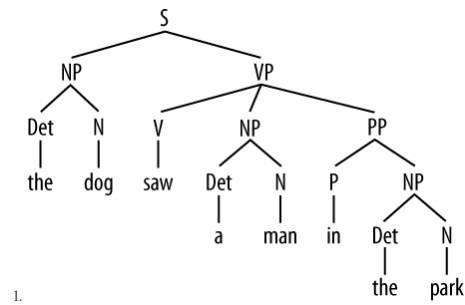 S
NP VP
Det N V NP PP
the dog saw Det N P NP
a man in Det N
1. the park